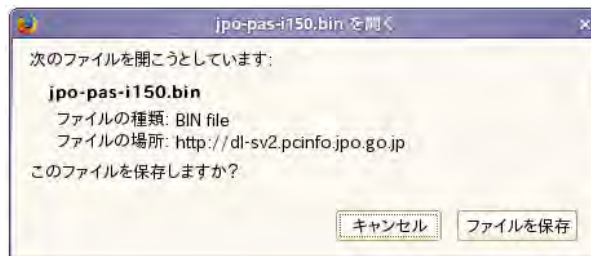 jpo-pas-i150.bin を開く
次のファイルを開こうとしています:
jpo-pas-i150.bin
ファイルの種類: BIN file
ファイルの場所: http://dl-sv2.pcinfo.jpo.go.jp
このファイルを保存しますか?
キャンセル ファイルを保存